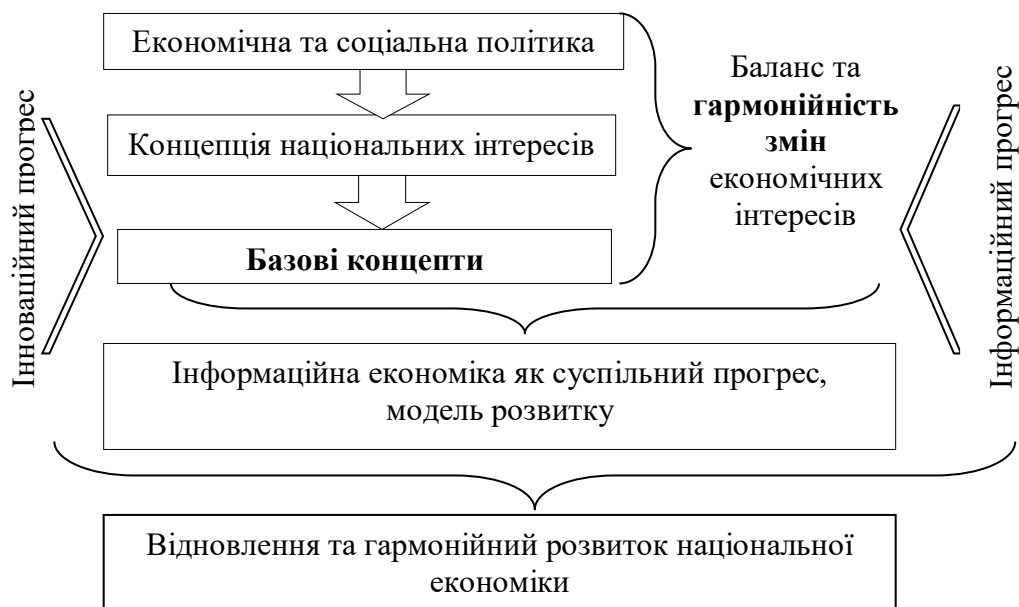 Інноваційний прогрес
Економічна та соціальна політика
Концепція національних інтересів
Базові концепти
Баланс та
гармонійність
змін
економічних
інтересів
Інформаційний прогрес
Інформаційна економіка як суспільний прогрес,
модель розвитку
Відновлення та гармонійний розвиток національної
економіки